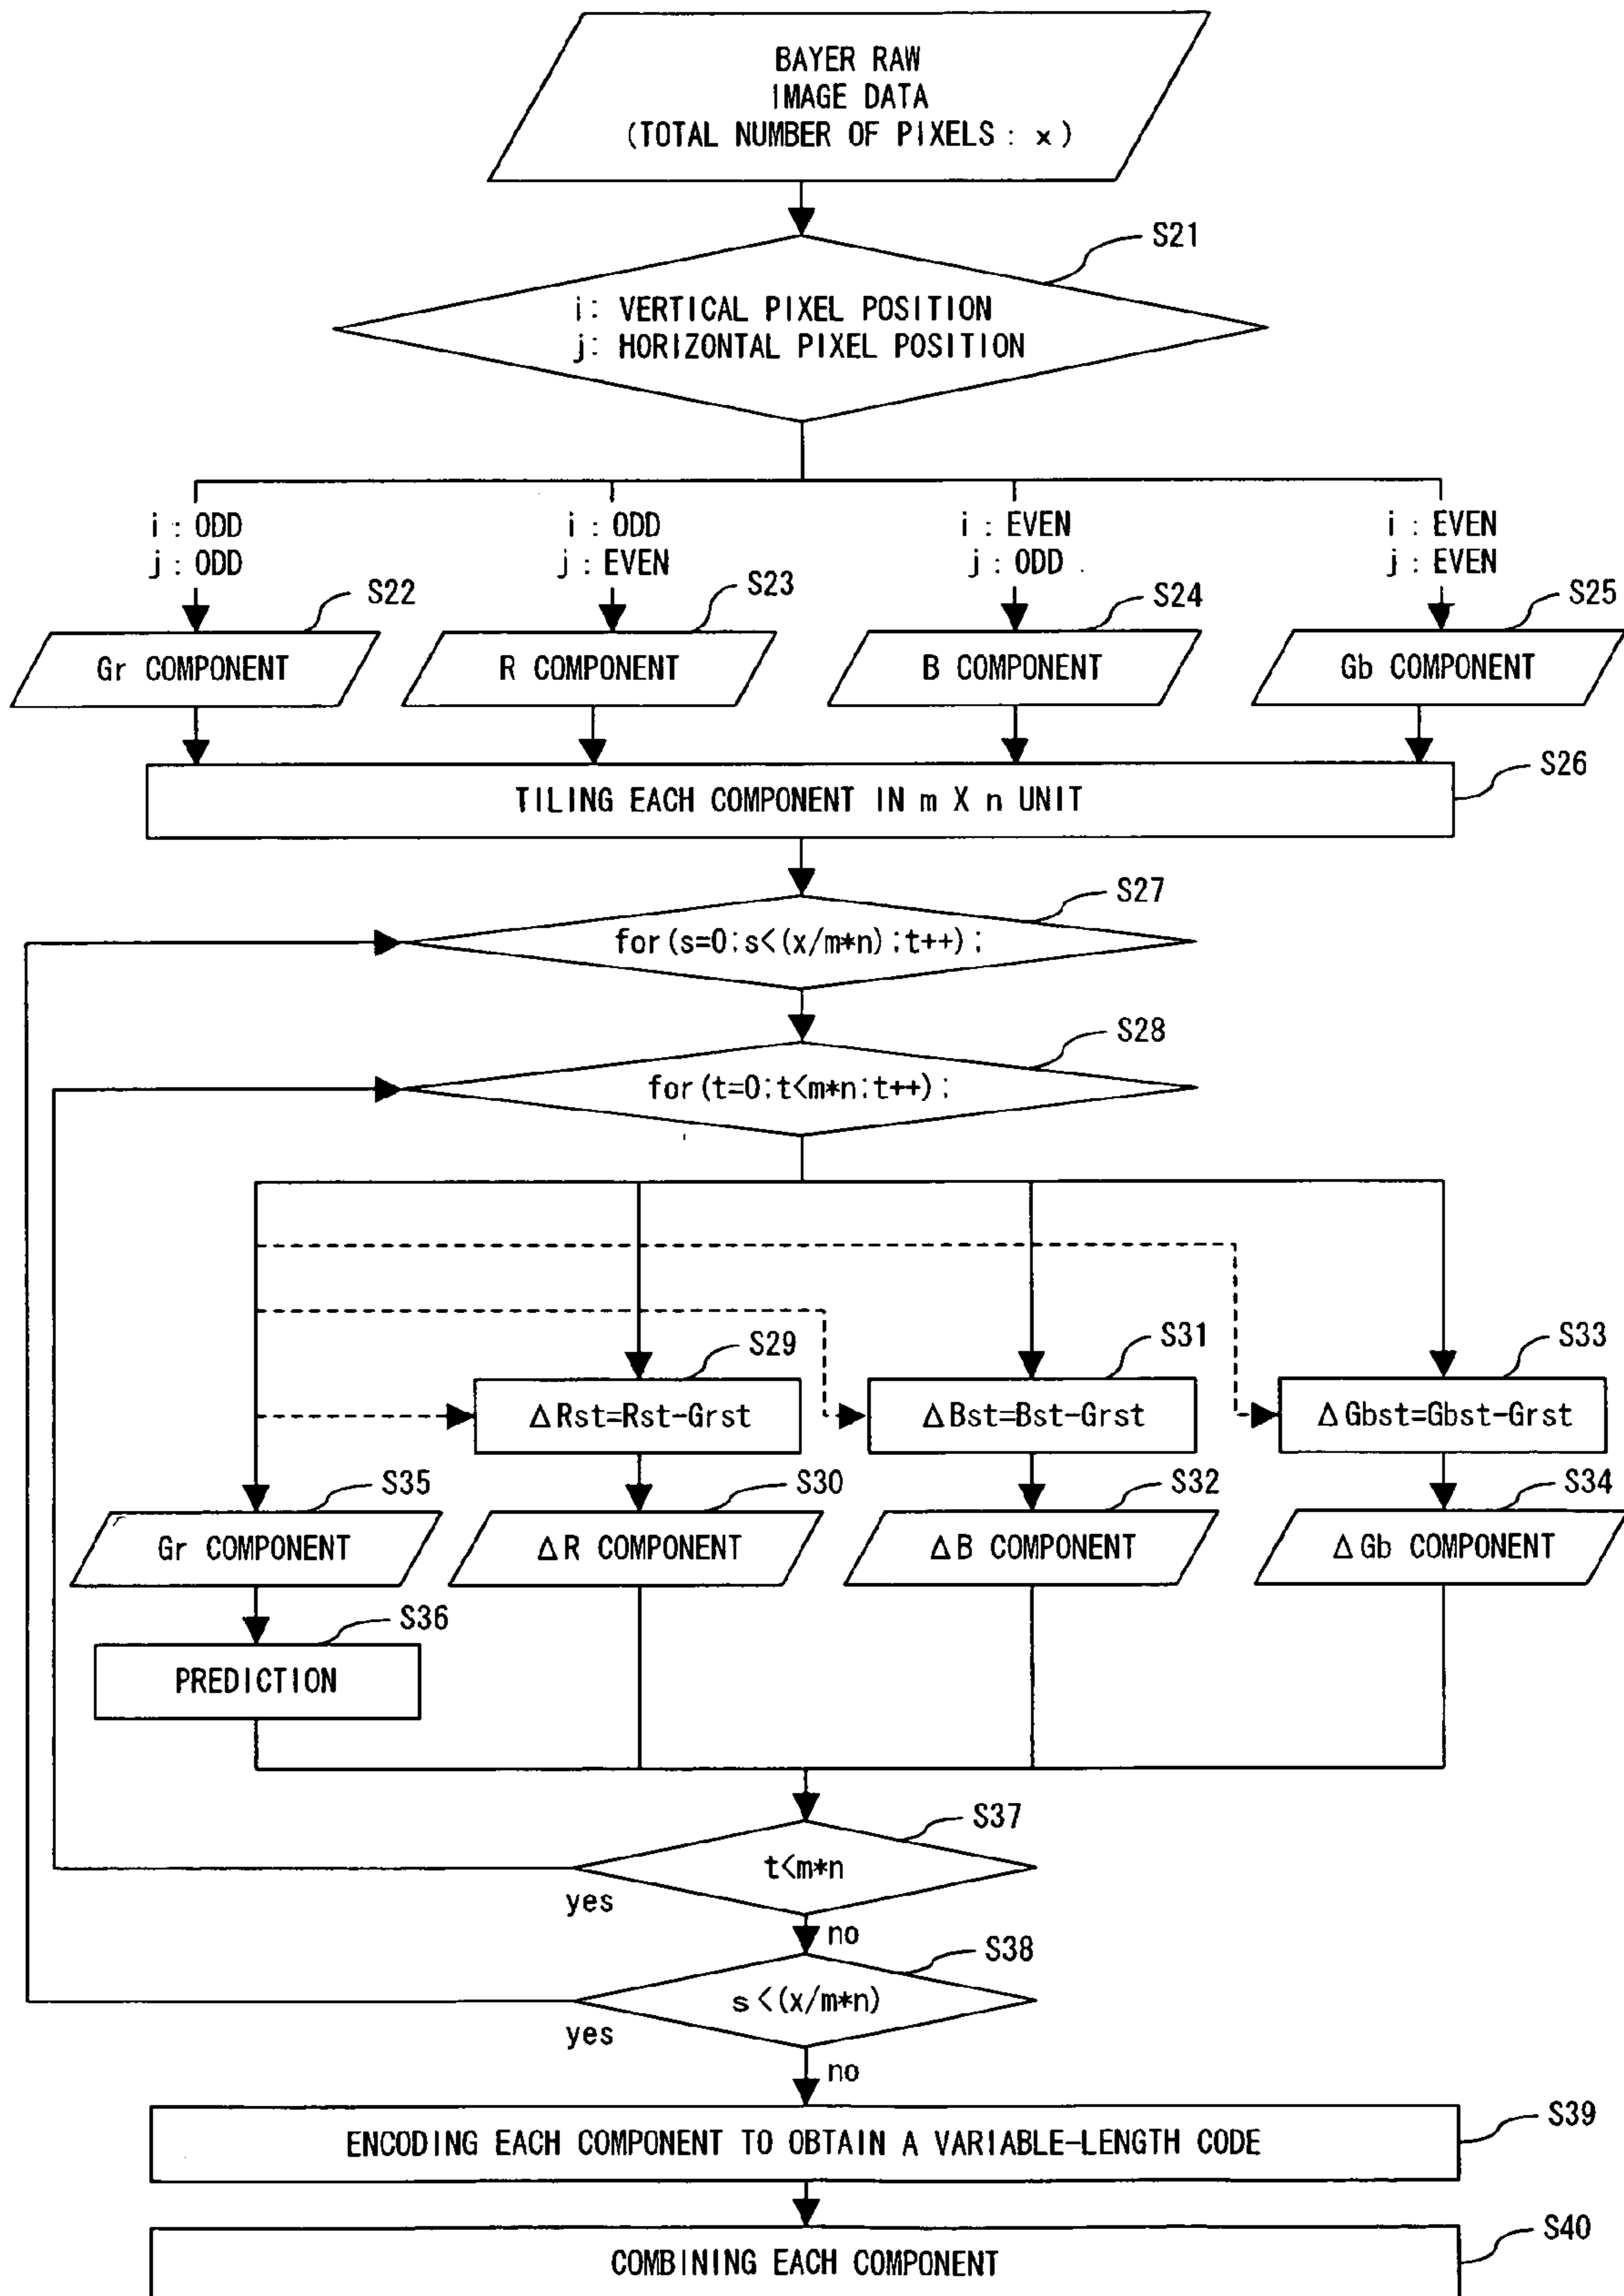 BAYER RAW
IMAGE DATA
(TOTAL NUMBER OF PIXELS : x)
S21
i: VERTICAL PIXEL POSITION
j: HORIZONTAL PIXEL POSITION
i : ODD
j : ODD
i : ODD
j : EVEN
i : EVEN
j : ODD
i : EVEN
j : EVEN
S22
S23
S24
S25
Gr COMPONENT
R COMPONENT
B COMPONENT
Gb COMPONENT
S26
TILING EACH COMPONENT IN m X n UNIT
S27
for(s=0;s<(x/m*n);t++);
S28
for(t=0;t<m*n;t++);
S29
S31
S33
ΔRst=Rst-Grst
ΔBst=Bst-Grst
ΔGbst=Gbst-Grst
S35
S30
S32
S34
Gr COMPONENT
ΔR COMPONENT
ΔB COMPONENT
ΔGb COMPONENT
S36
PREDICTION
S37
t<m*n
yes
no
S38
s<(x/m*n)
yes
no
S39
ENCODING EACH COMPONENT TO OBTAIN A VARIABLE-LENGTH CODE
S40
COMBINING EACH COMPONENT